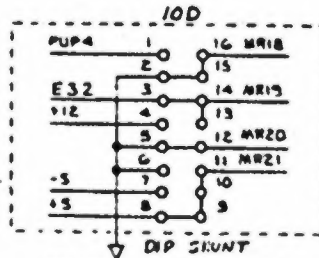 10D
PUP4 1 16 MR18
2 15
E32 3 14 MR19
+12 4 13
5 12 MR20
6 11 MR21
-5 7 10
+5 8 9
DIP SHUNT